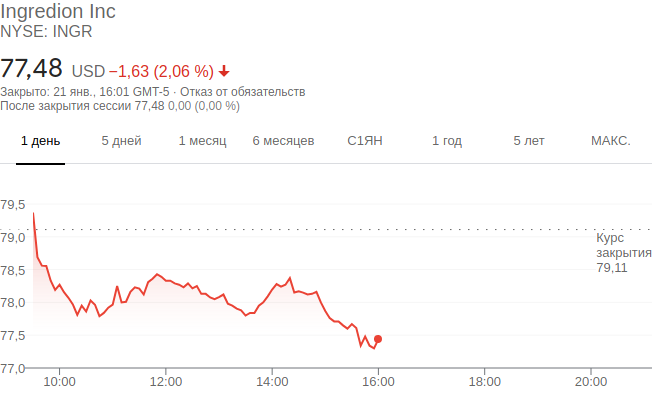 Ingredion Inc
NYSE: INGR
77,48 USD −1,63 (2,06 %)
Закрыто: 21 янв., 16:01 GMT-5 · Отказ от обязательств
После закрытия сессии 77,48 0,00 (0,00 %)
1 день 5 дней 1 месяц 6 месяцев С1ЯН 1 год 5 лет МАКС.
79,5
79,0
78,5
78,0
77,5
77,0
Курс
закрытия
79,11
10:00 12:00 14:00 16:00 18:00 20:00